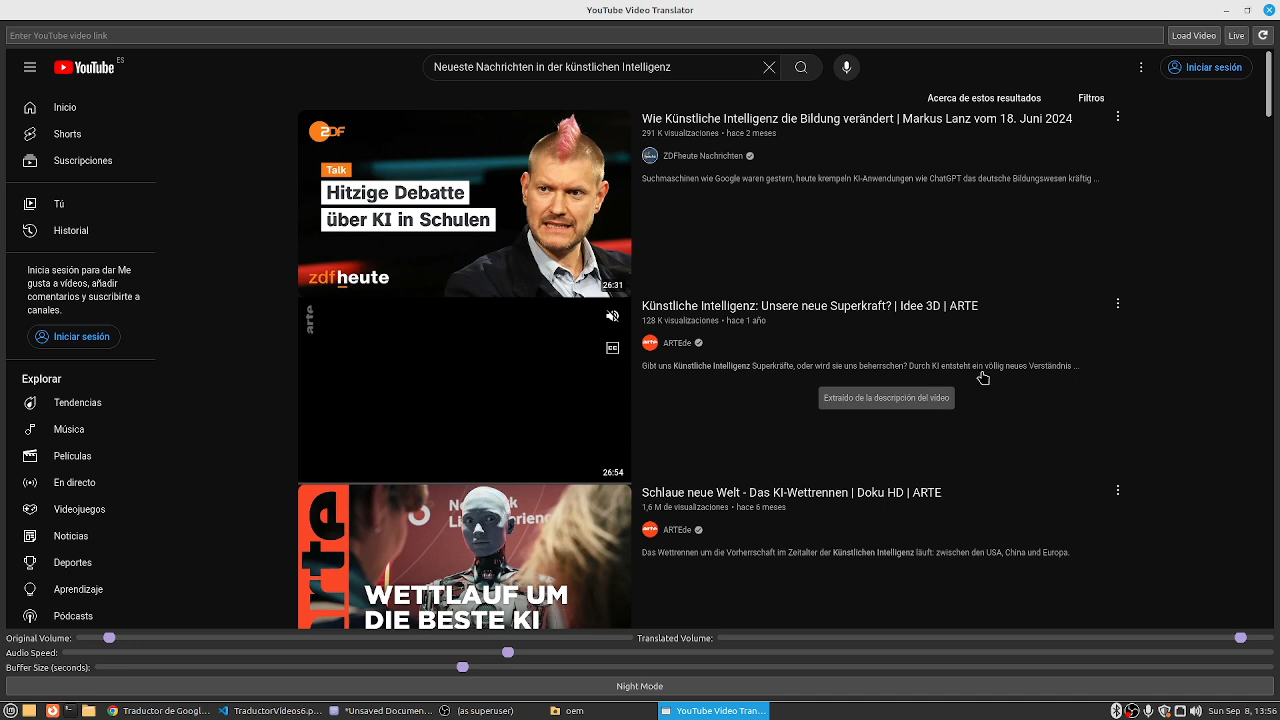 YouTube Video Translator
Enter YouTube video link
Load Video
Live
YouTube ES
Neueste Nachrichten in der künstlichen Intelligenz
Iniciar sesión
Acerca de estos resultados
Filtros
Inicio
Shorts
Suscripciones
Tú
Historial
Inicia sesión para dar Me
gusta a vídeos, añadir
comentarios y suscribirte a
canales.
Iniciar sesión
Explorar
Tendencias
Música
Películas
En directo
Videojuegos
Noticias
Deportes
Aprendizaje
Pódcasts
ZDF
Talk
Hitzige Debatte
über KI in Schulen
zdfheute
26:31
Wie Künstliche Intelligenz die Bildung verändert | Markus Lanz vom 18. Juni 2024
291 K visualizaciones • hace 2 meses
ZDFheute Nachrichten
Suchmaschinen wie Google waren gestern, heute krempeln KI-Anwendungen wie ChatGPT das deutsche Bildungswesen kräftig ...
arte
CC
26:54
Künstliche Intelligenz: Unsere neue Superkraft? | Idee 3D | ARTE
128 K visualizaciones • hace 1 año
ARTEde
Gibt uns Künstliche Intelligenz Superkräfte, oder wird sie uns beherrschen? Durch KI entsteht ein völlig neues Verständnis ...
Extraído de la descripción del vídeo
arte
WETTLAUF UM
DIE BESTE KI
Schlaue neue Welt - Das KI-Wettrennen | Doku HD | ARTE
1,6 M de visualizaciones • hace 6 meses
ARTEde
Das Wettrennen um die Vorherrschaft im Zeitalter der Künstlichen Intelligenz läuft: zwischen den USA, China und Europa.
Original Volume:
Translated Volume:
Audio Speed:
Buffer Size (seconds):
Night Mode
Traductor de Googl...
TraductorVídeos6.p...
*Unsaved Documen...
(as superuser)
oem
YouTube Video Tran...
Sun Sep 8, 13:56